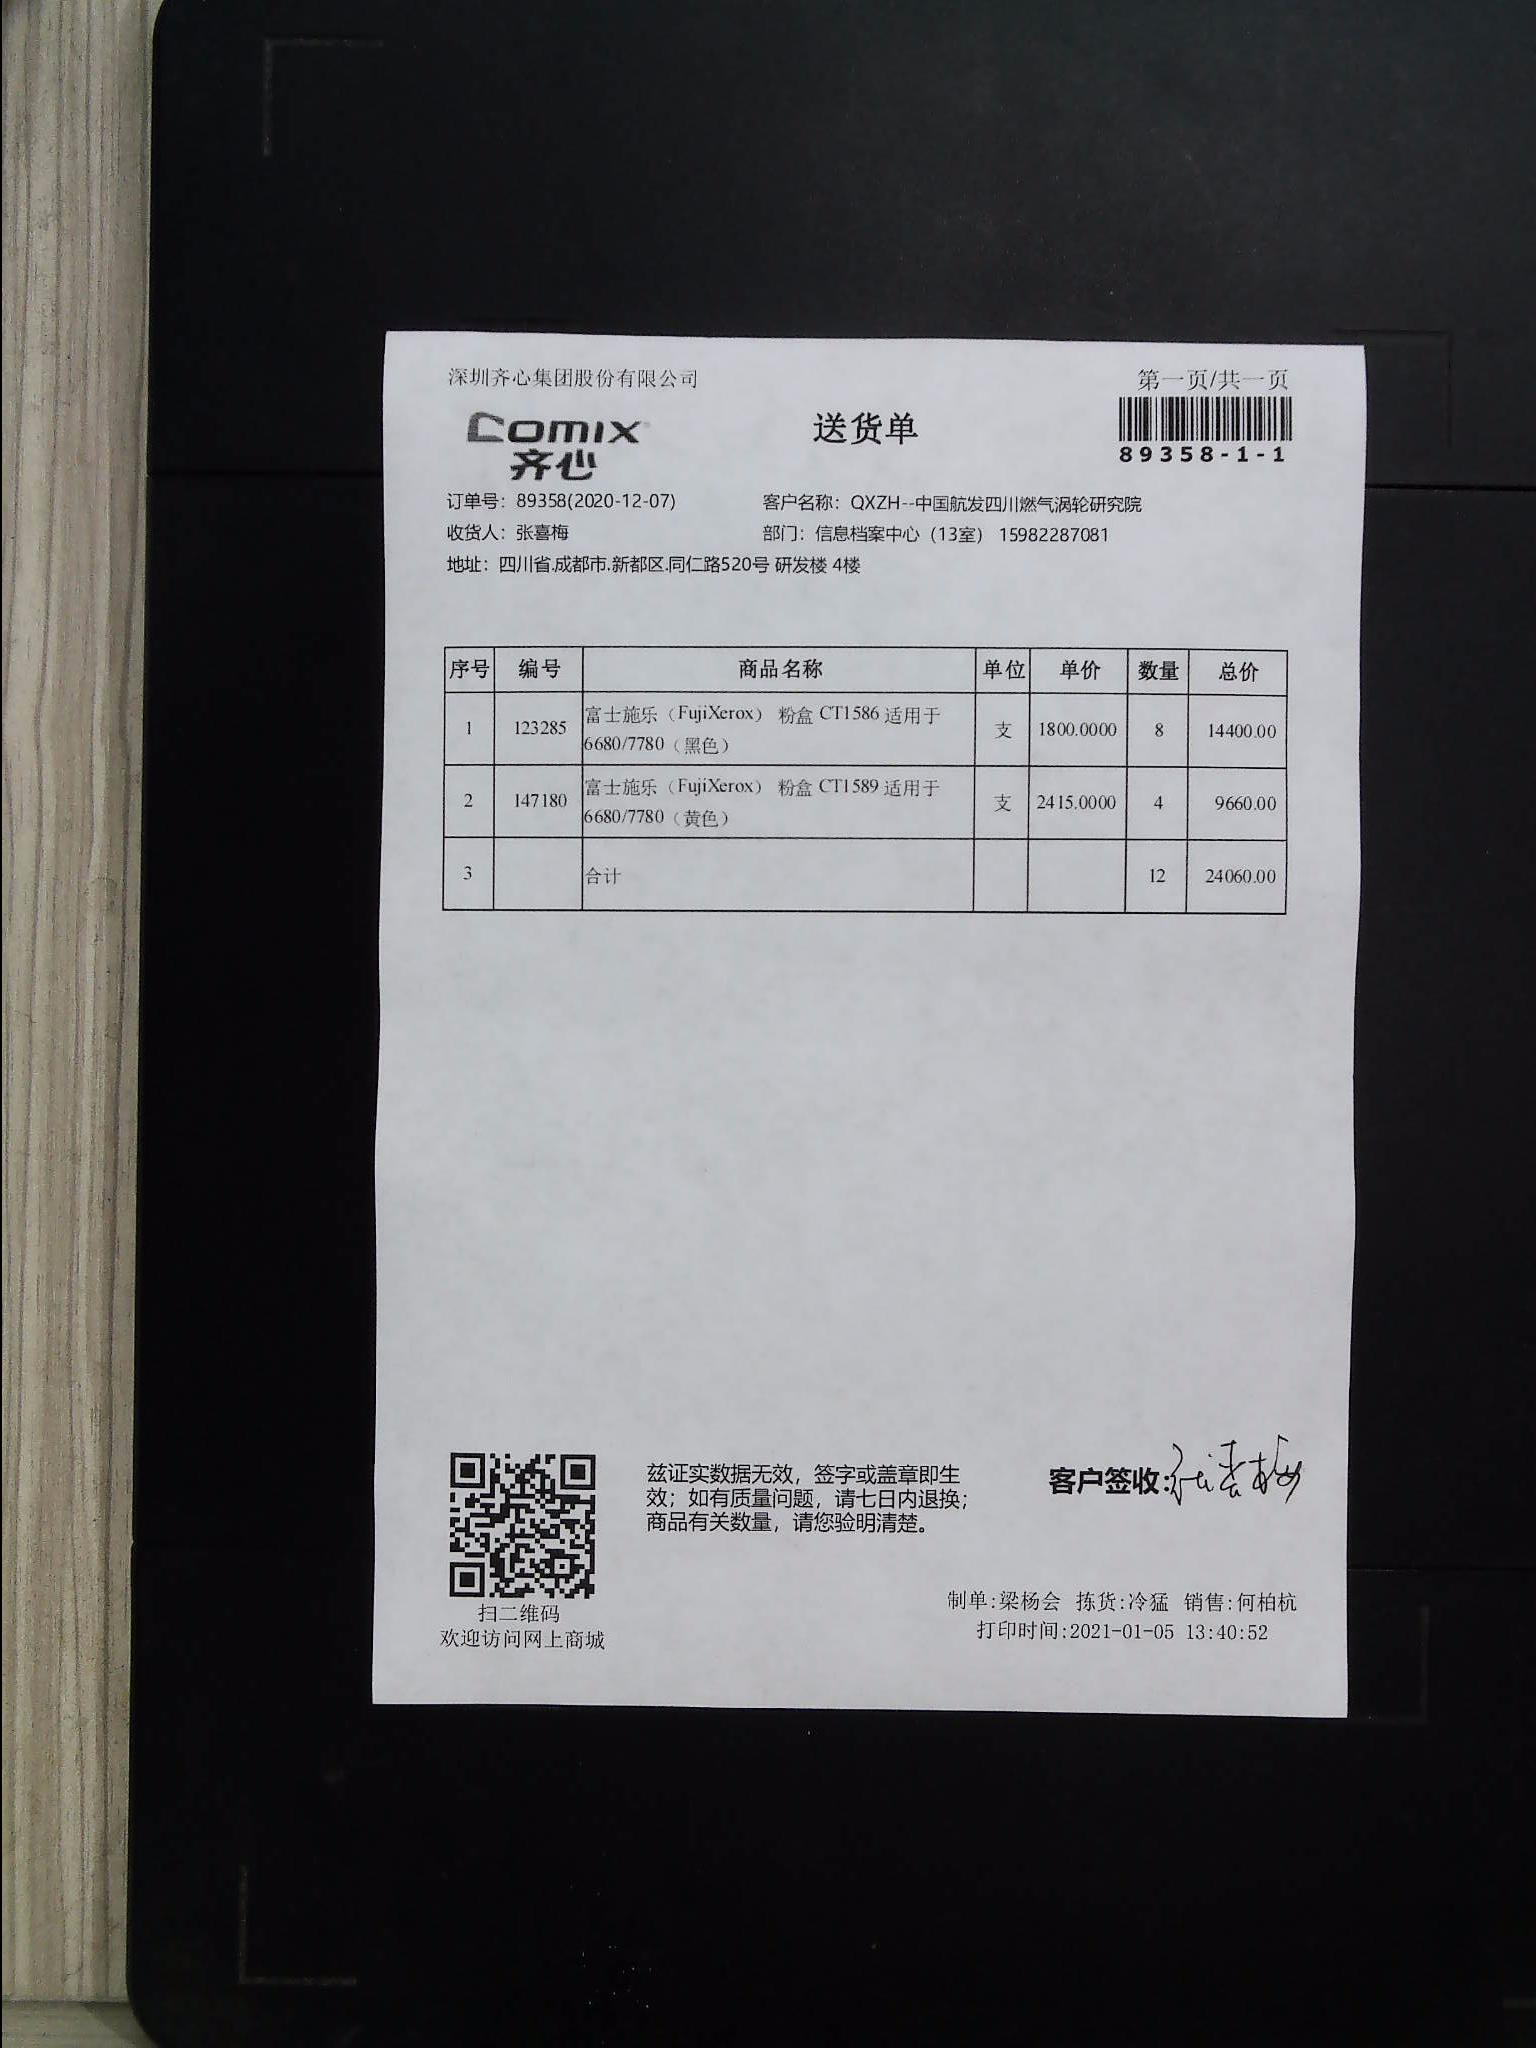 深圳齐心集团股份有限公司
第一页/共一页
comix
齐心
送货单
89358-1-1
订单号：89358(2020-12-07) 客户名称：QXZH--中国航发四川燃气涡轮研究院
收货人：张喜梅 部门：信息档案中心（13室） 15982287081
地址：四川省.成都市.新都区.同仁路520号 研发楼 4楼
序号 编号 商品名称 单位 单价 数量 总价
1 123285 富士施乐（FujiXerox） 粉盒 CT1586 适用于 支 1800.0000 8 14400.00
6680/7780（黑色）
2 147180 富士施乐（FujiXerox） 粉盒 CT1589 适用于 支 2415.0000 4 9660.00
6680/7780（黄色）
3 合计 12 24060.00
兹证实数据无效，签字或盖章即生
效；如有质量问题，请七日内退换；
商品有关数量，请您验明清楚。
客户签收：张喜梅
扫二维码
欢迎访问网上商城
制单:梁杨会 拣货:冷猛 销售:何柏杭
打印时间:2021-01-05 13:40:52